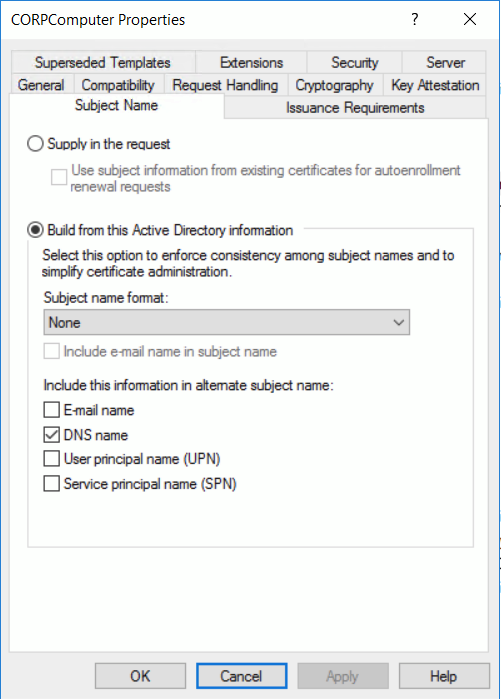 CORPComputer Properties
?
Superseded Templates Extensions Security Server
General Compatibility Request Handling Cryptography Key Attestation
Subject Name Issuance Requirements
Supply in the request
Use subject information from existing certificates for autoenrollment
renewal requests
Build from this Active Directory information
Select this option to enforce consistency among subject names and to
simplify certificate administration.
Subject name format:
None
Include e-mail name in subject name
Include this information in alternate subject name:
E-mail name
DNS name
User principal name (UPN)
Service principal name (SPN)
OK Cancel Apply Help